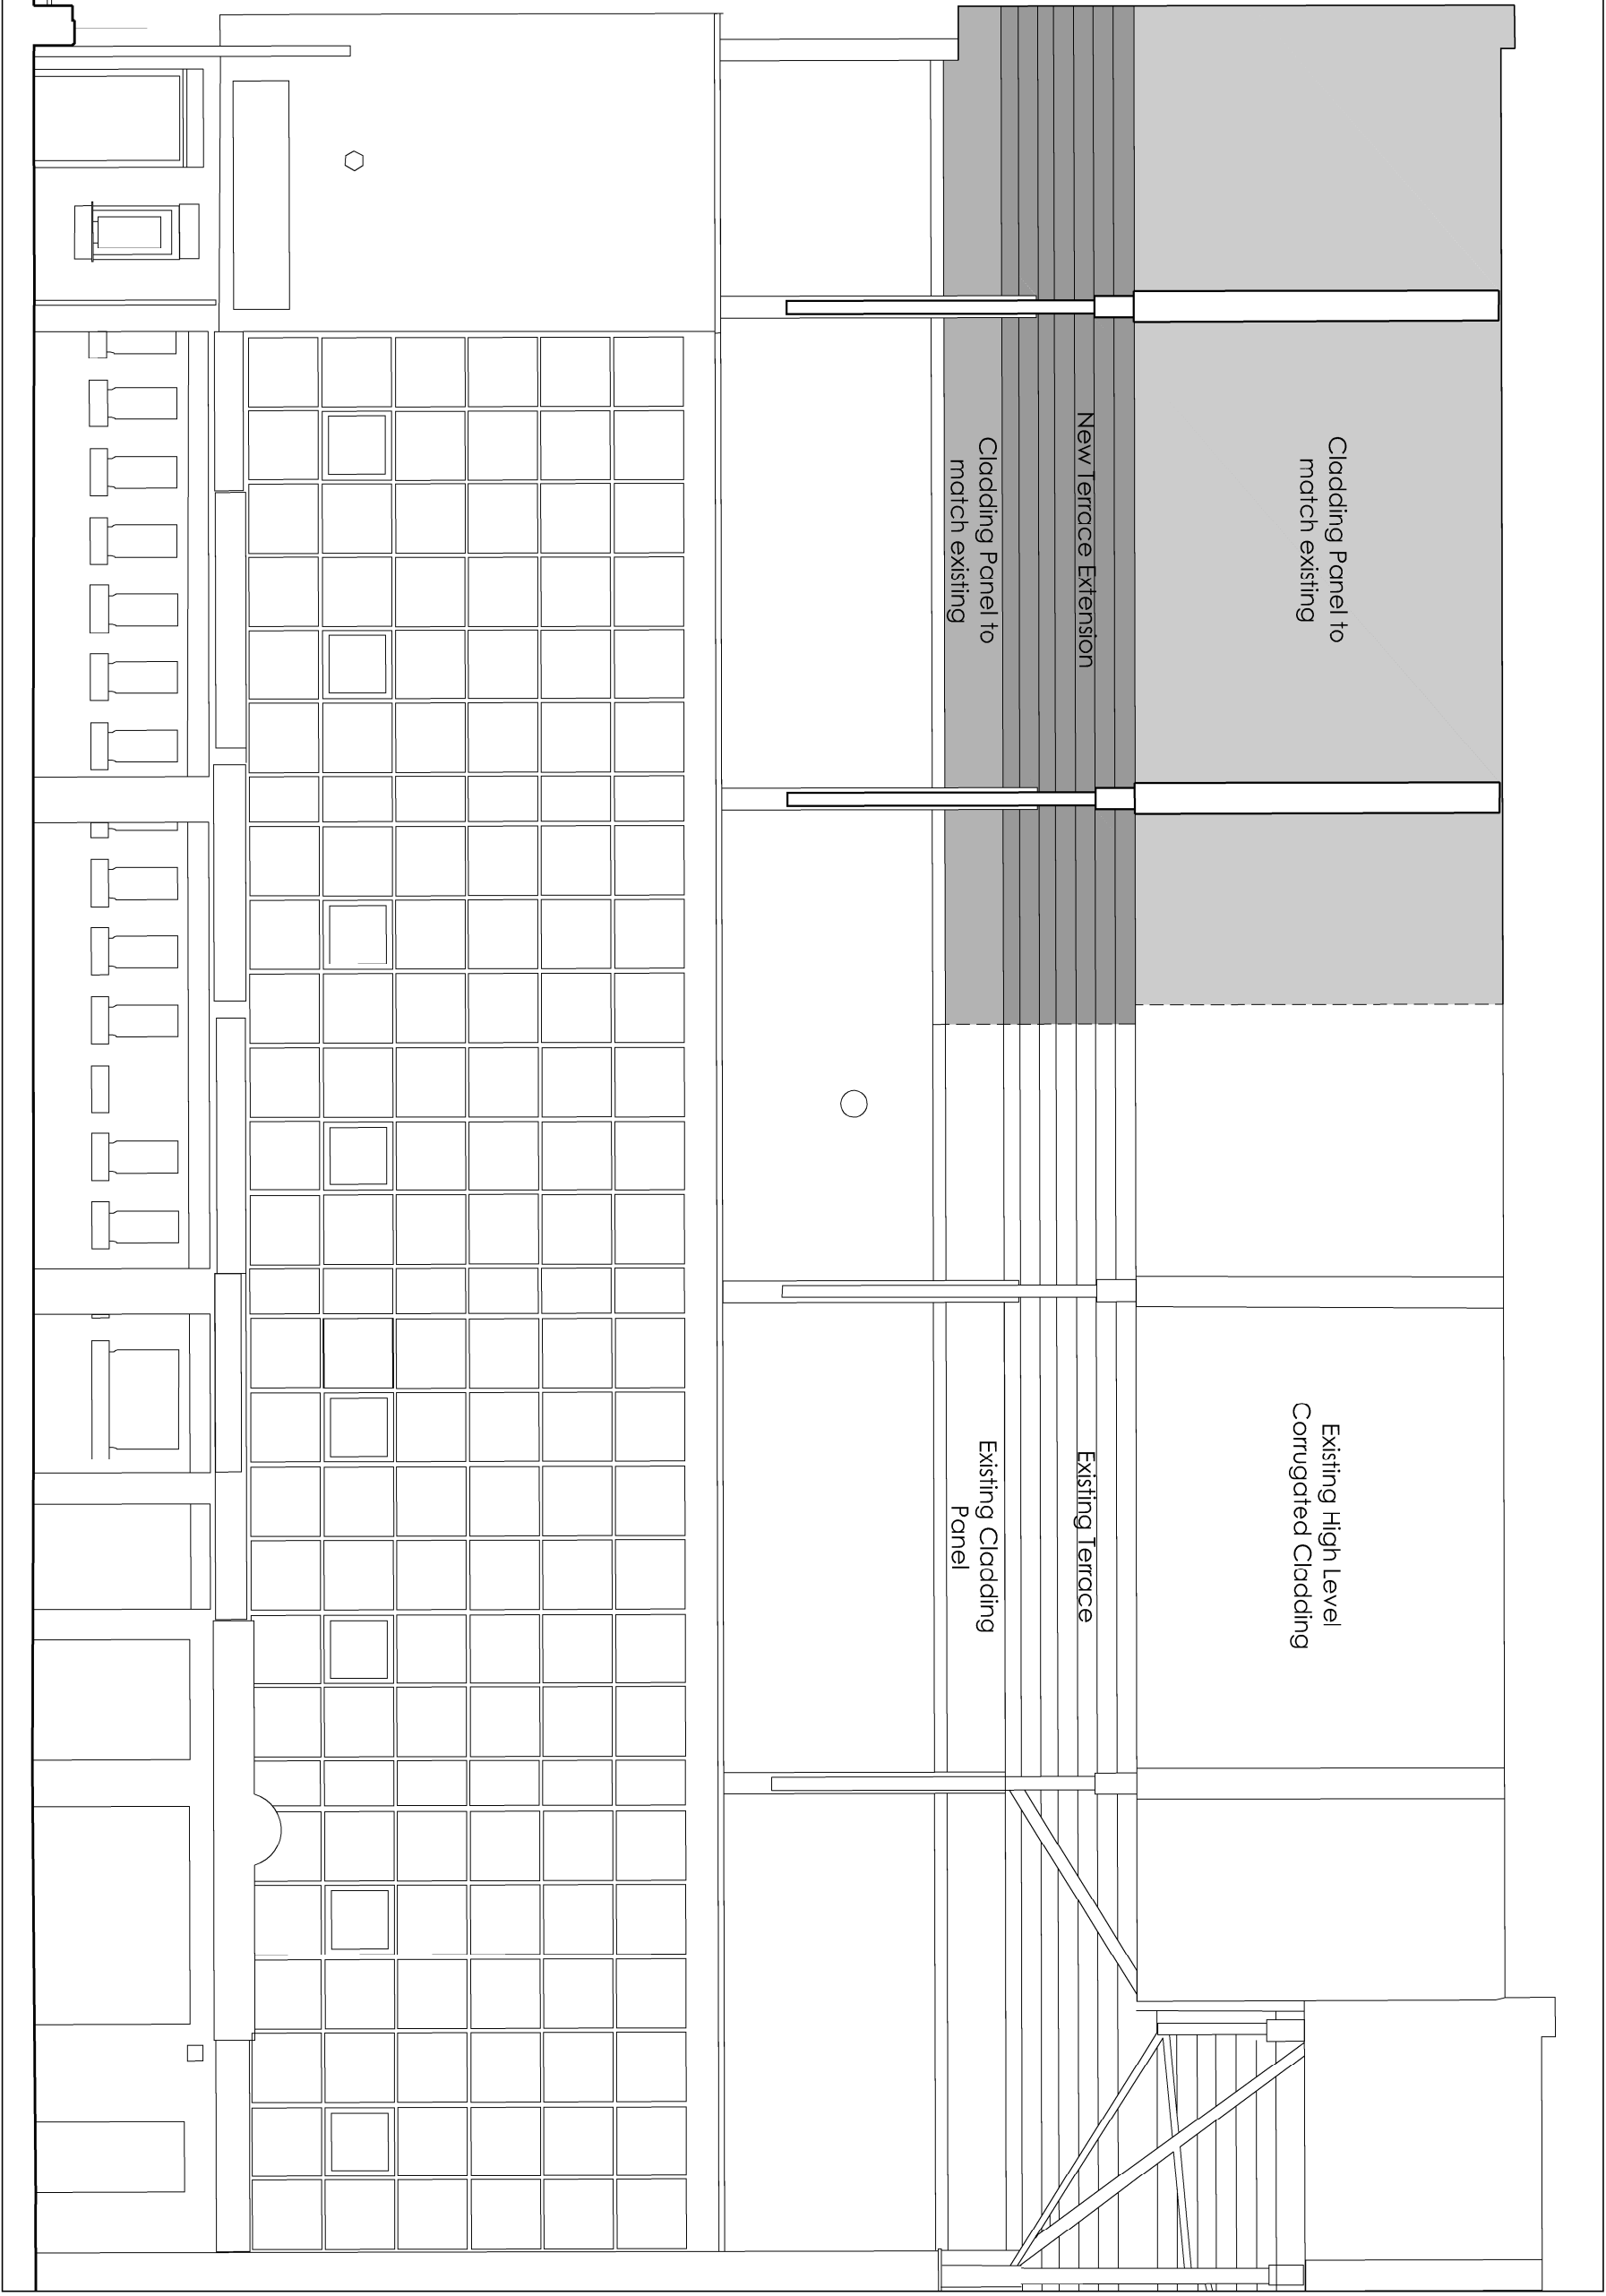 Cladding Panel to
match existing
New Terrace Extension
Cladding Panel to
match existing
Existing High Level
Corrugated Cladding
Existing Terrace
Existing Cladding
Panel